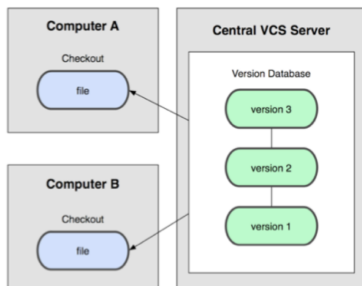 Computer A
Checkout
file
Central VCS Server
Version Database
version 3
version 2
version 1
Computer B
Checkout
file